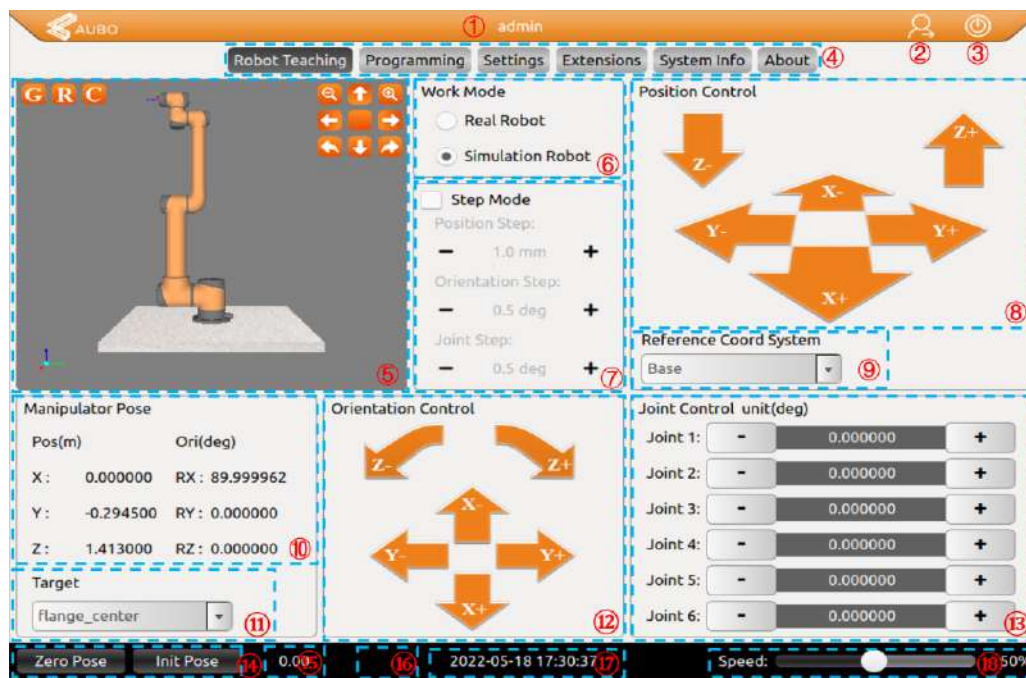 AUBO
① admin
② ③
Robot Teaching Programming Settings Extensions System Info About ④
G R C
⑤
Work Mode
Real Robot
Simulation Robot
⑥
Step Mode
Position Step:
- 1.0 mm +
Orientation Step:
- 0.5 deg +
Joint Step:
- 0.5 deg +
⑦
Position Control
Z- Z+
X-
Y- Y+
X+
⑧
Reference Coord System
Base
⑨
Manipulator Pose
Pos(m) Ori(deg)
X: 0.000000 RX: 89.999962
Y: -0.294500 RY: 0.000000
Z: 1.413000 RZ: 0.000000 ⑩
Target
flange_center
⑪
Orientation Control
Z- Z+
X-
Y- Y+
X+
⑫
Joint Control unit(deg)
Joint 1: - 0.000000 +
Joint 2: - 0.000000 +
Joint 3: - 0.000000 +
Joint 4: - 0.000000 +
Joint 5: - 0.000000 +
Joint 6: - 0.000000 +
⑬
Zero Pose Init Pose ⑭ 0.00 ⑮ ⑯ 2022-05-18 17:30:37 ⑰ Speed: ⑱ 50%